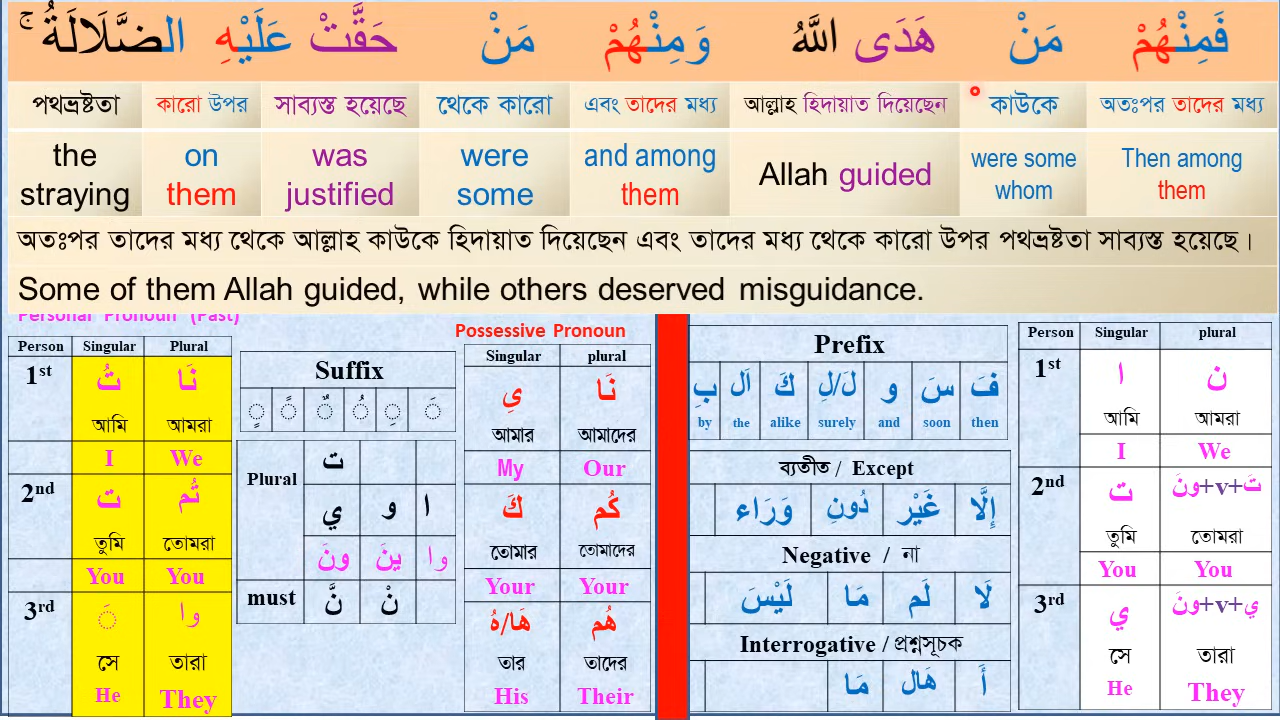 فَمِنْهُمْ مَنْ هَدَى اللَّهُ وَمِنْهُمْ مَنْ حَقَّتْ عَلَيْهِ الضَّلَالَةُ ۚ
পথভ্রষ্টতা কারো উপর সাব্যস্ত হয়েছে থেকে কারো এবং তাদের মধ্য আল্লাহ হিদায়াত দিয়েছেন কাউকে অতঃপর তাদের মধ্য
the straying on them was justified were some and among them Allah guided were some whom Then among them
অতঃপর তাদের মধ্য থেকে আল্লাহ কাউকে হিদায়াত দিয়েছেন এবং তাদের মধ্য থেকে কারো উপর পথভ্রষ্টতা সাব্যস্ত হয়েছে।
Some of them Allah guided, while others deserved misguidance.
Personal Pronoun (Past)
Person Singular Plural
1st تُ نَا
আমি আমরা
I We
2nd ت تُم
তুমি তোমরা
You You
3rd َ وا
সে তারা
He They
Suffix
ٍ ً ٌ ُ ِ َ
Plural ت
ي و ا
ونَ ينَ وا
must نَّ نْ
Possessive Pronoun
Singular plural
يِ نَا
আমার আমাদের
My Our
كَ كُم
তোমার তোমাদের
Your Your
هَا/هُ هُم
তার তাদের
His Their
Prefix
بِ اَل كَ لَ/لِ و سَ فَ
by the alike surely and soon then
ব্যতীত / Except
وَرَاء دُونِ غَيْر إِلَّا
Negative / না
لَيْسَ مَا لَم لَا
Interrogative / প্রশ্নসূচক
مَا هَال أَ
Person Singular plural
1st ا ن
আমি আমরা
I We
2nd ت تَ+v+ونَ
তুমি তোমরা
You You
3rd ي ي+v+ونَ
সে তারা
He They